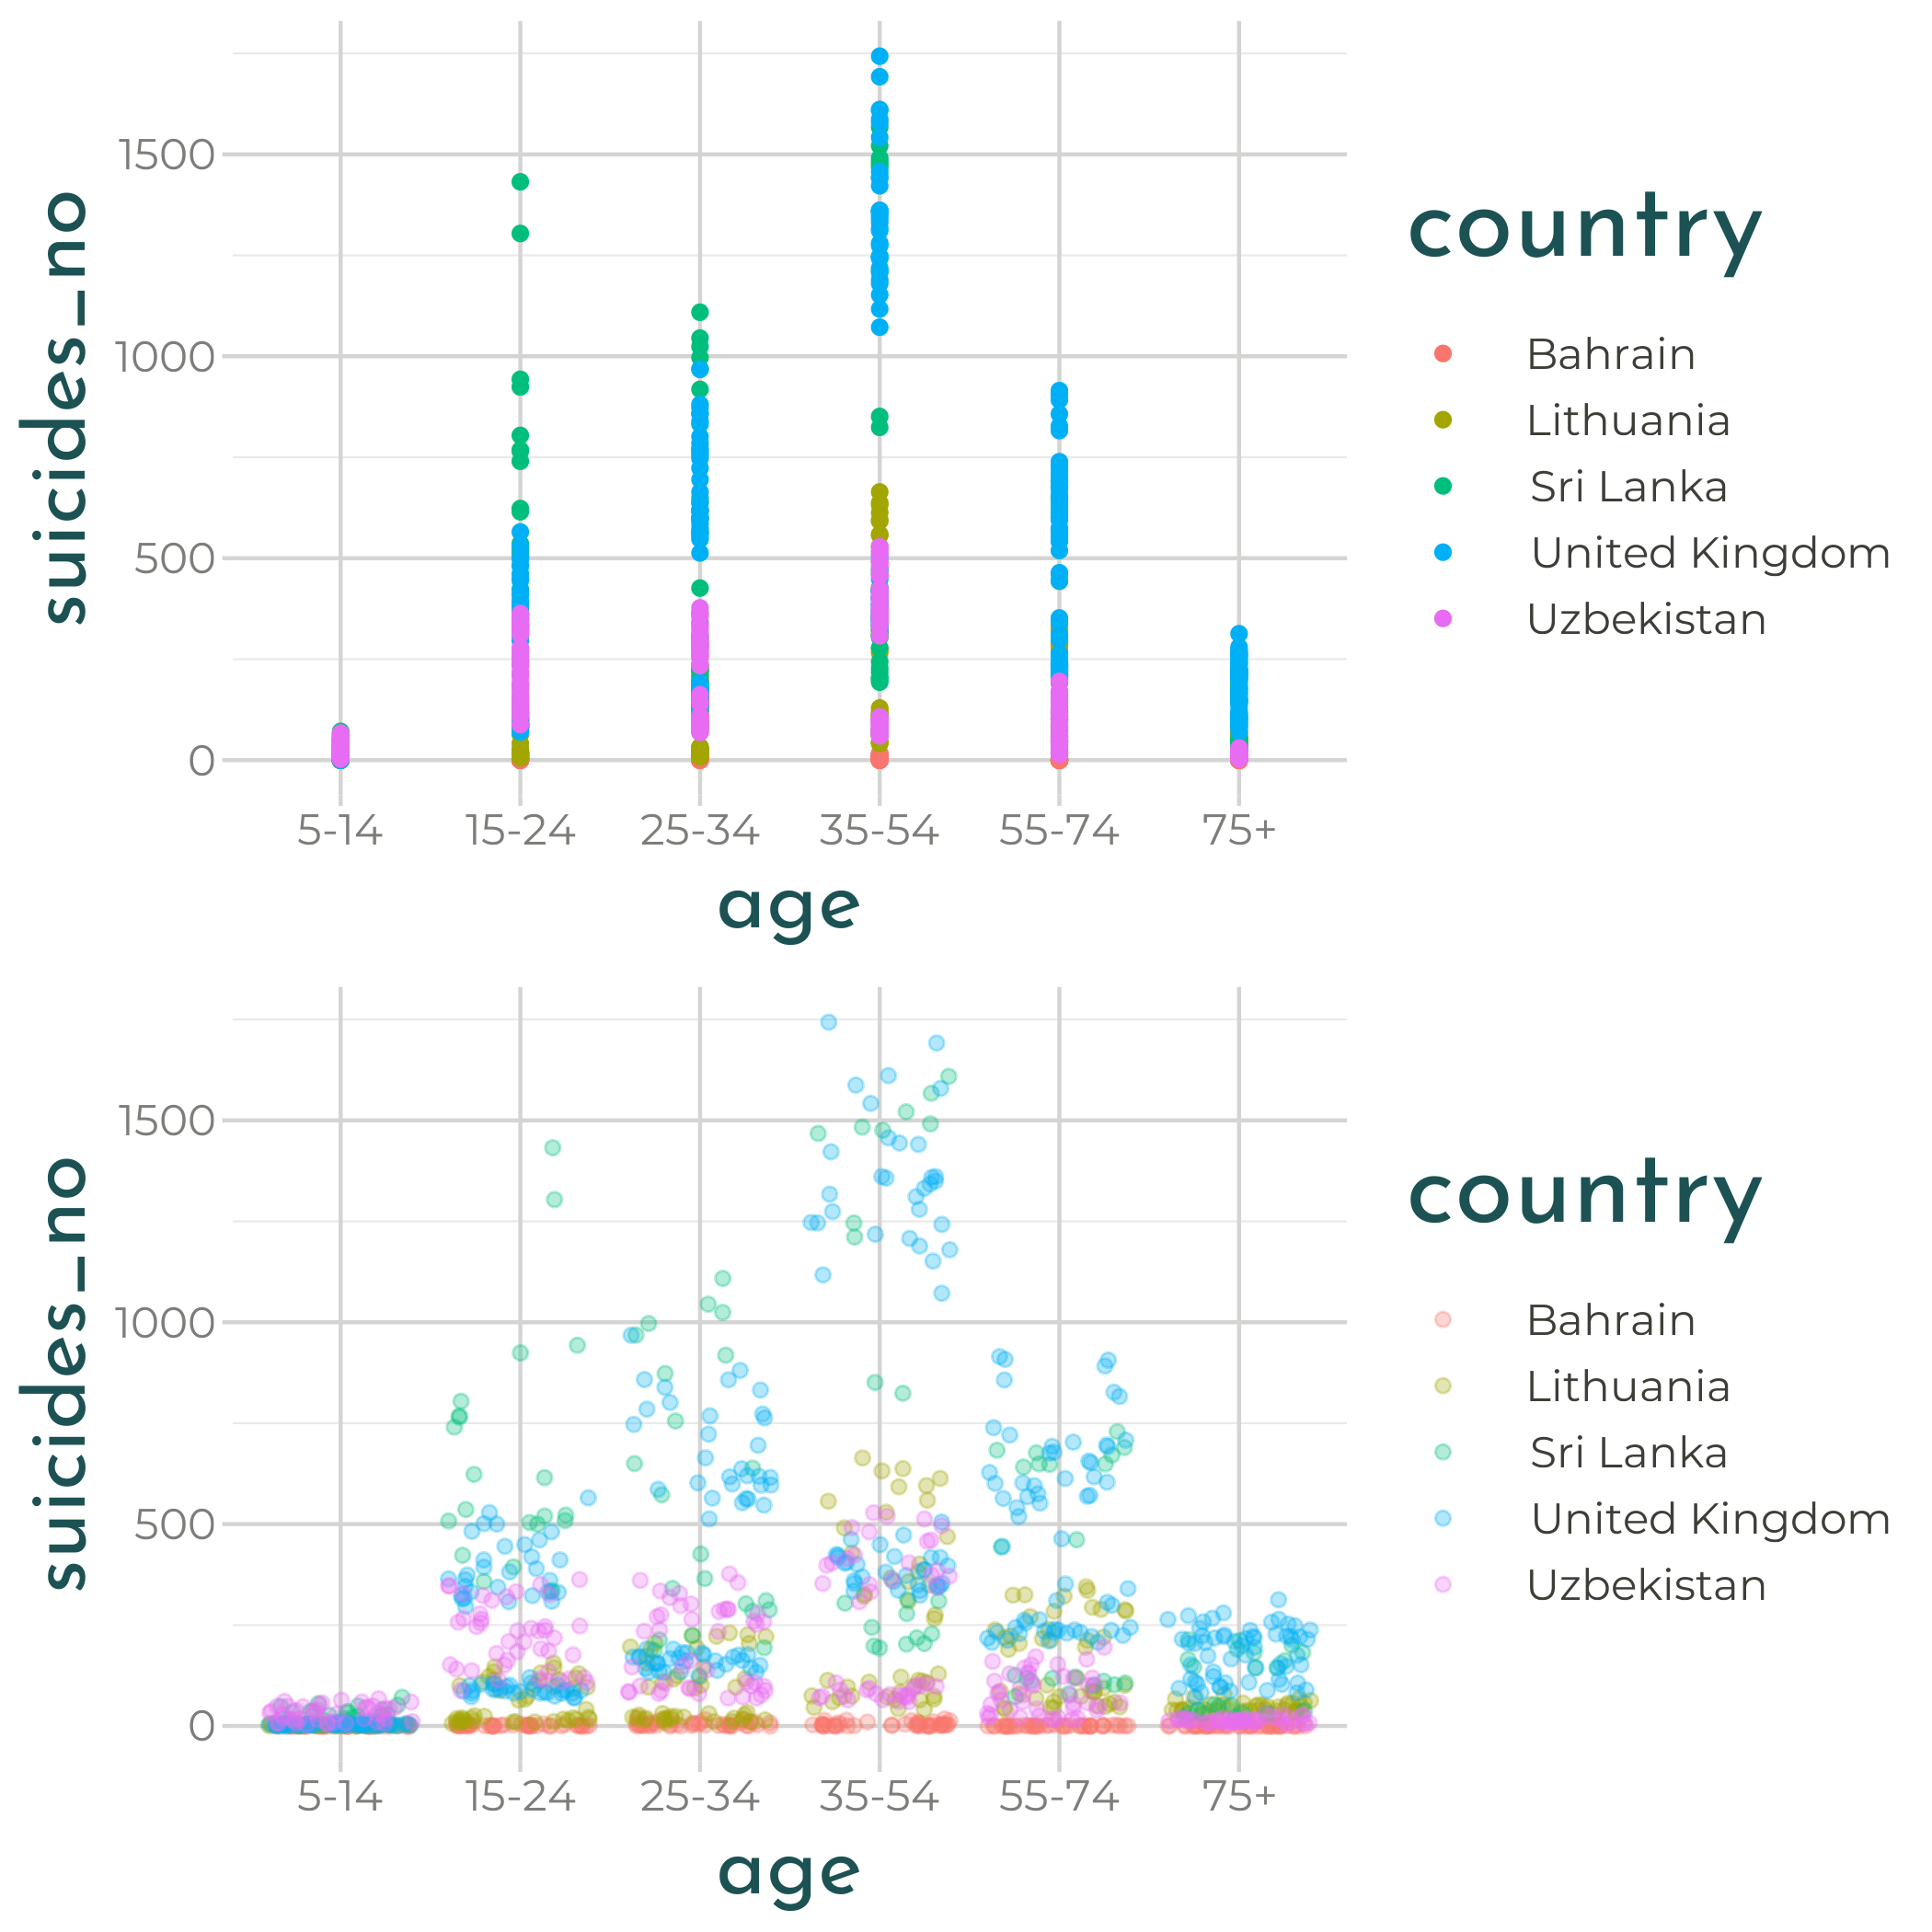 suicides_no
1500
1000
500
0
5-14 15-24 25-34 35-54 55-74 75+
age
country
Bahrain
Lithuania
Sri Lanka
United Kingdom
Uzbekistan
suicides_no
1500
1000
500
0
5-14 15-24 25-34 35-54 55-74 75+
age
country
Bahrain
Lithuania
Sri Lanka
United Kingdom
Uzbekistan